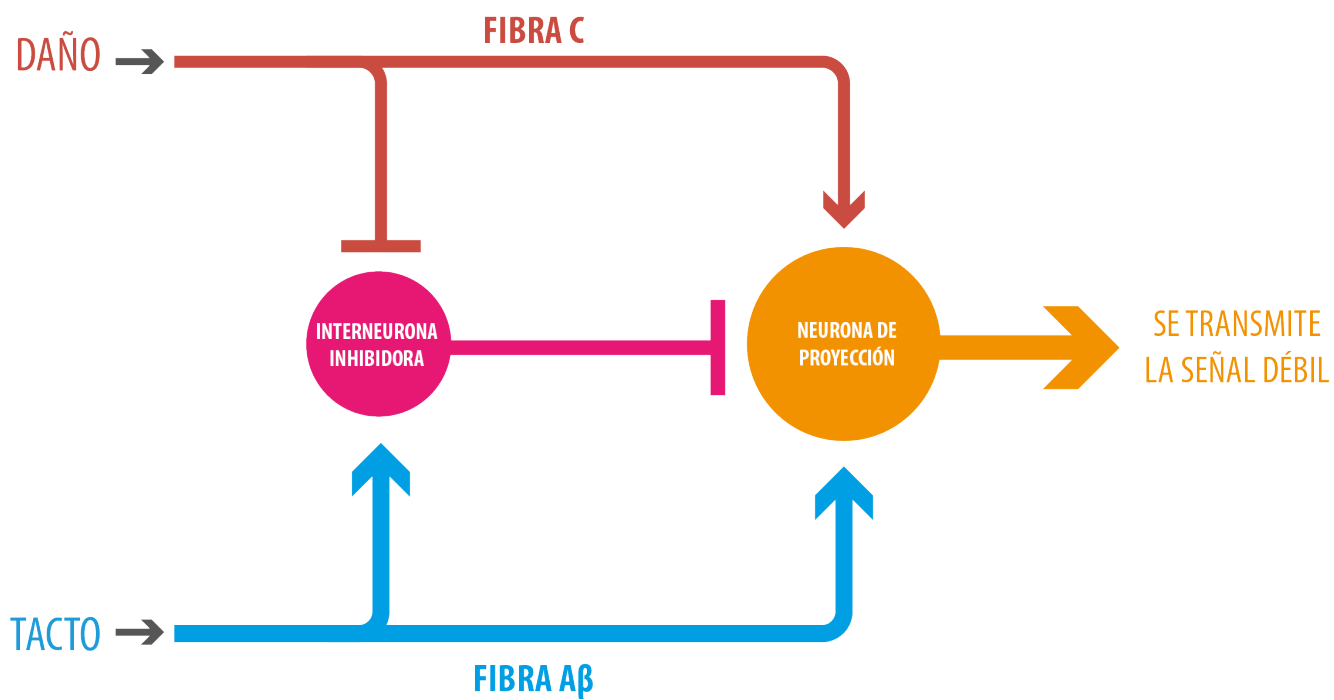 FIBRA C
DAÑO
INTERNEURONA
INHIBIDORA
NEURONA DE
PROYECCIÓN
SE TRANSMITE
LA SEÑAL DÉBIL
TACTO
FIBRA Aβ